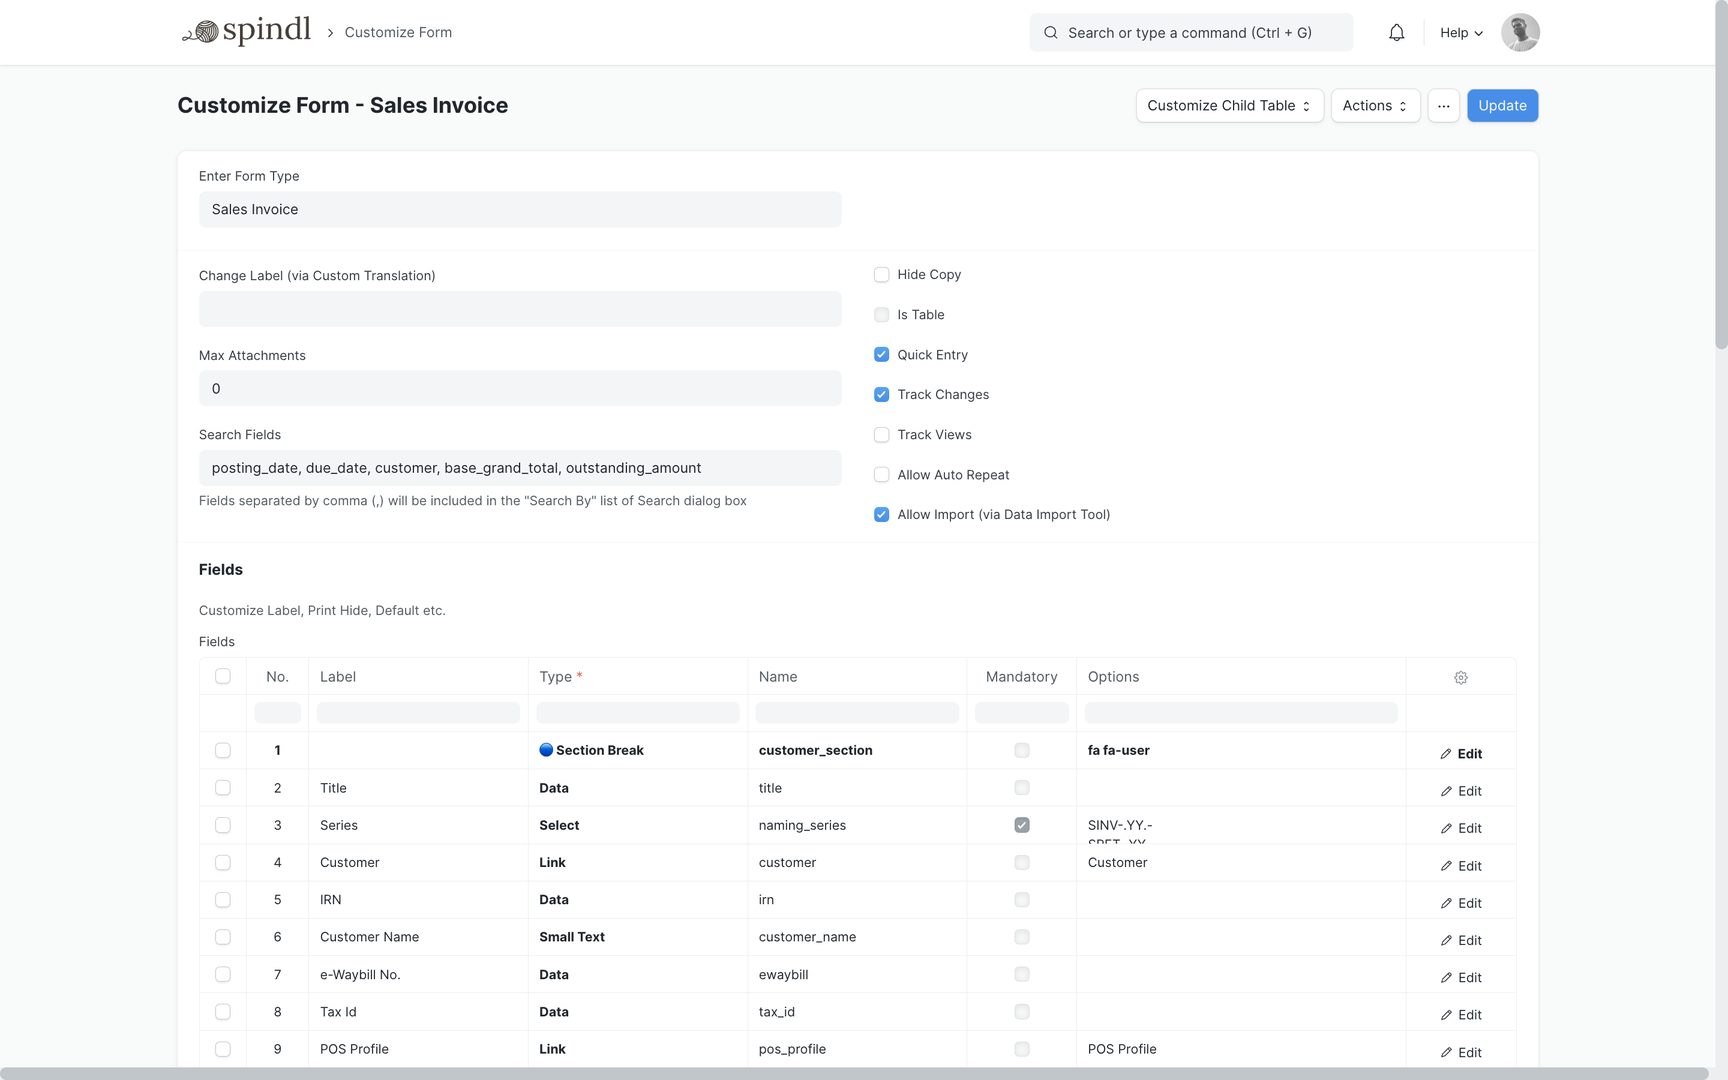 spindl
Customize Form
Search or type a command (Ctrl + G)
Help
Customize Form - Sales Invoice
Customize Child Table
Actions
...
Update
Enter Form Type
Sales Invoice
Change Label (via Custom Translation)
Max Attachments
0
Search Fields
posting_date, due_date, customer, base_grand_total, outstanding_amount
Fields separated by comma (,) will be included in the "Search By" list of Search dialog box
Hide Copy
Is Table
Quick Entry
Track Changes
Track Views
Allow Auto Repeat
Allow Import (via Data Import Tool)
Fields
Customize Label, Print Hide, Default etc.
Fields
No. Label Type * Name Mandatory Options
1 Section Break customer_section fa fa-user Edit
2 Title Data title Edit
3 Series Select naming_series SINV-.YY.- Edit
4 Customer Link customer Customer Edit
5 IRN Data irn Edit
6 Customer Name Small Text customer_name Edit
7 e-Waybill No. Data ewaybill Edit
8 Tax Id Data tax_id Edit
9 POS Profile Link pos_profile POS Profile Edit